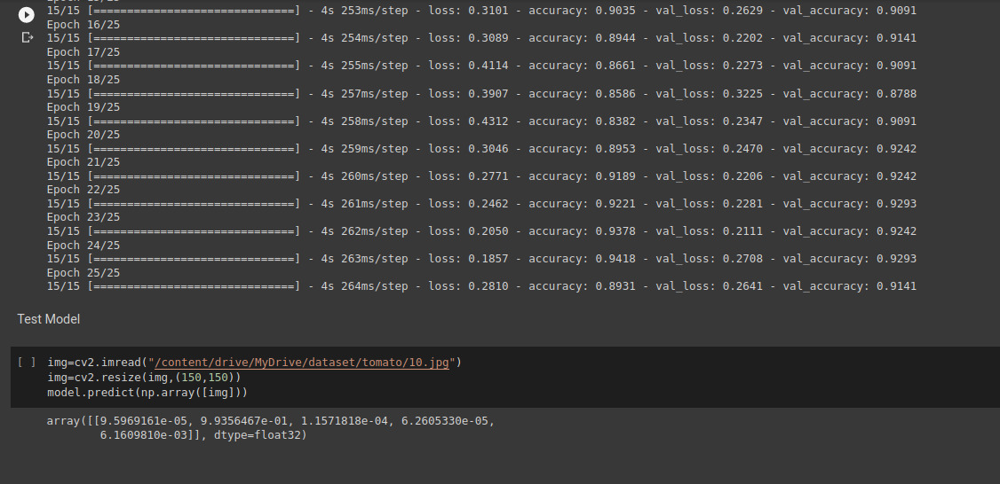 15/15 [==============================] - 4s 253ms/step - loss: 0.3101 - accuracy: 0.9035 - val_loss: 0.2629 - val_accuracy: 0.9091
Epoch 16/25
15/15 [==============================] - 4s 254ms/step - loss: 0.3089 - accuracy: 0.8944 - val_loss: 0.2202 - val_accuracy: 0.9141
Epoch 17/25
15/15 [==============================] - 4s 255ms/step - loss: 0.4114 - accuracy: 0.8661 - val_loss: 0.2273 - val_accuracy: 0.9091
Epoch 18/25
15/15 [==============================] - 4s 257ms/step - loss: 0.3907 - accuracy: 0.8586 - val_loss: 0.3225 - val_accuracy: 0.8788
Epoch 19/25
15/15 [==============================] - 4s 258ms/step - loss: 0.4312 - accuracy: 0.8382 - val_loss: 0.2347 - val_accuracy: 0.9091
Epoch 20/25
15/15 [==============================] - 4s 259ms/step - loss: 0.3046 - accuracy: 0.8953 - val_loss: 0.2470 - val_accuracy: 0.9242
Epoch 21/25
15/15 [==============================] - 4s 260ms/step - loss: 0.2771 - accuracy: 0.9189 - val_loss: 0.2206 - val_accuracy: 0.9242
Epoch 22/25
15/15 [==============================] - 4s 261ms/step - loss: 0.2462 - accuracy: 0.9221 - val_loss: 0.2281 - val_accuracy: 0.9293
Epoch 23/25
15/15 [==============================] - 4s 262ms/step - loss: 0.2050 - accuracy: 0.9378 - val_loss: 0.2111 - val_accuracy: 0.9242
Epoch 24/25
15/15 [==============================] - 4s 263ms/step - loss: 0.1857 - accuracy: 0.9418 - val_loss: 0.2708 - val_accuracy: 0.9293
Epoch 25/25
15/15 [==============================] - 4s 264ms/step - loss: 0.2810 - accuracy: 0.8931 - val_loss: 0.2641 - val_accuracy: 0.9141
Test Model
[ ] img=cv2.imread("/content/drive/MyDrive/dataset/tomato/10.jpg")
img=cv2.resize(img,(150,150))
model.predict(np.array([img]))
array([[9.5969161e-05, 9.9356467e-01, 1.1571818e-04, 6.2605330e-05,
6.1609810e-03]], dtype=float32)